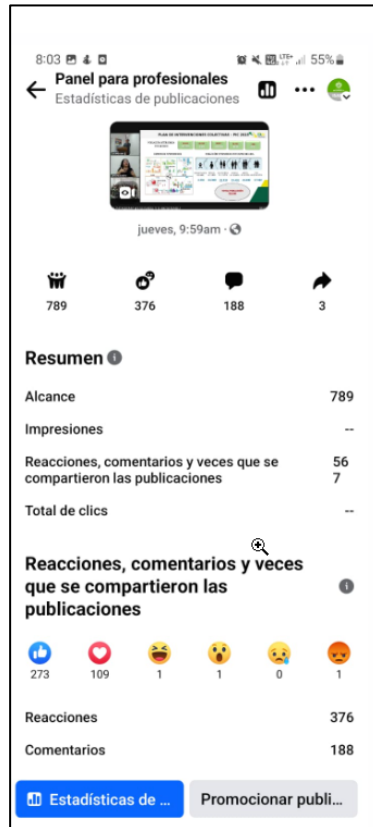 8:03 LTE+ 55%
Panel para profesionales
Estadísticas de publicaciones
jueves, 9:59am
789 376 188 3
Resumen
Alcance 789
Impresiones --
Reacciones, comentarios y veces que se 56
compartieron las publicaciones 7
Total de clics --
Reacciones, comentarios y veces
que se compartieron las
publicaciones
273 109 1 1 0 1
Reacciones 376
Comentarios 188
Estadísticas de ... Promocionar publi...